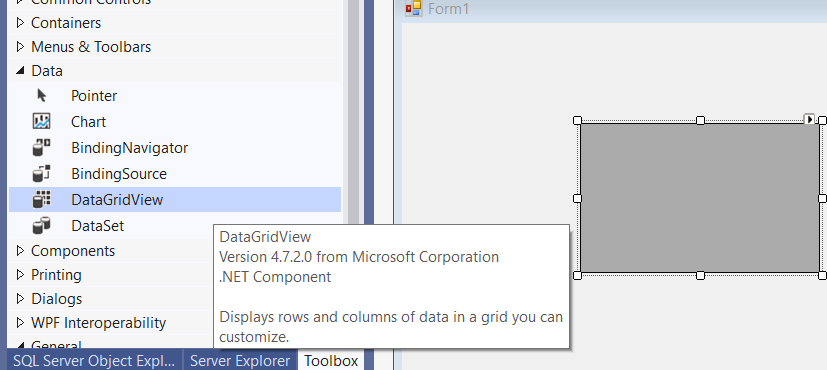 Common Controls
Containers
Menus & Toolbars
Data
Pointer
Chart
BindingNavigator
BindingSource
DataGridView
DataSet
Components
Printing
Dialogs
WPF Interoperability
General
SQL Server Object Expl...
Server Explorer
Toolbox
DataGridView
Version 4.7.2.0 from Microsoft Corporation
.NET Component
Displays rows and columns of data in a grid you can
customize.
Form1